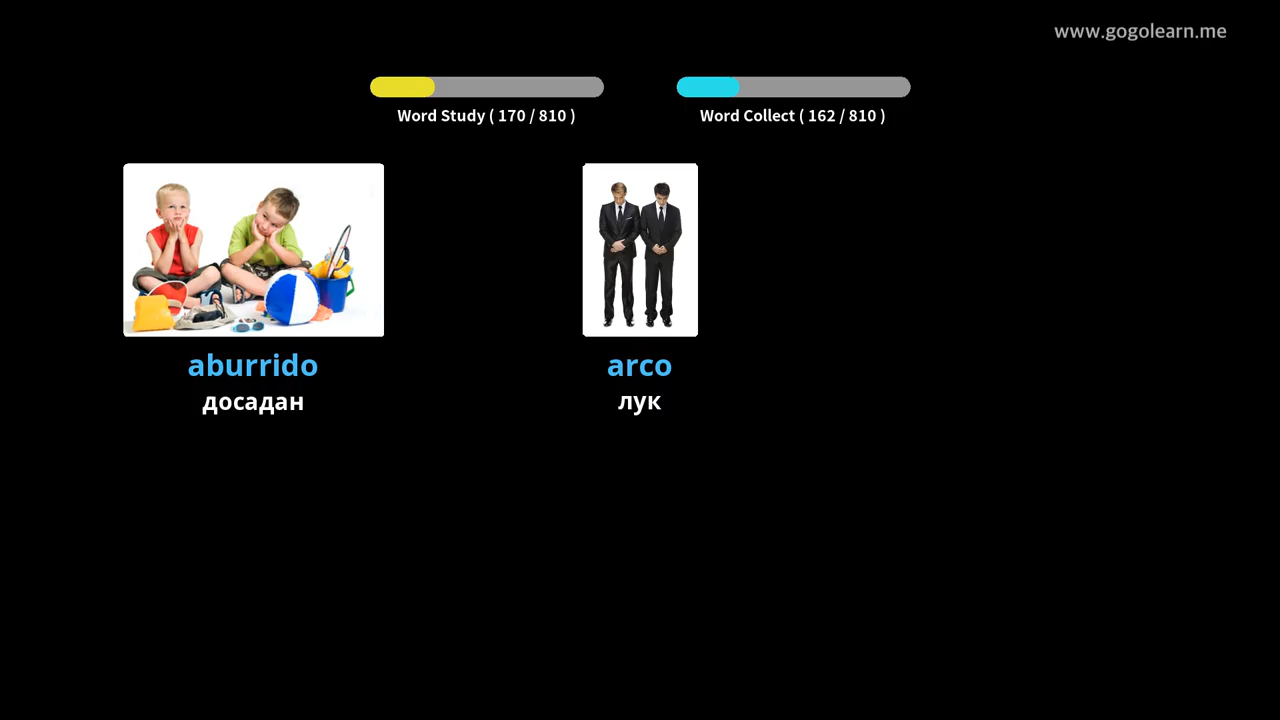 www.gogolearn.me
Word Study ( 170 / 810 )
Word Collect ( 162 / 810 )
aburrido
досадан
arco
лук